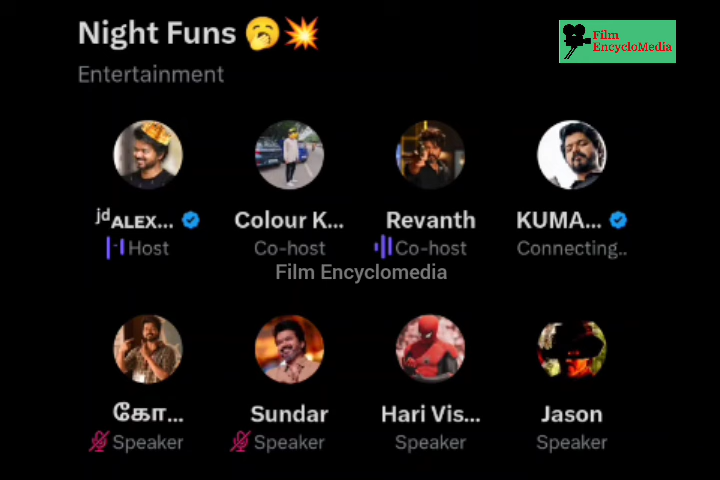 Night Funs 🥱💥
Film
EncycloMedia
Entertainment
jdALEX...
Colour K...
Revanth
KUMA...
Host
Co-host
Co-host
Connecting..
Film Encyclomedia
கோ...
Sundar
Hari Vis...
Jason
Speaker
Speaker
Speaker
Speaker